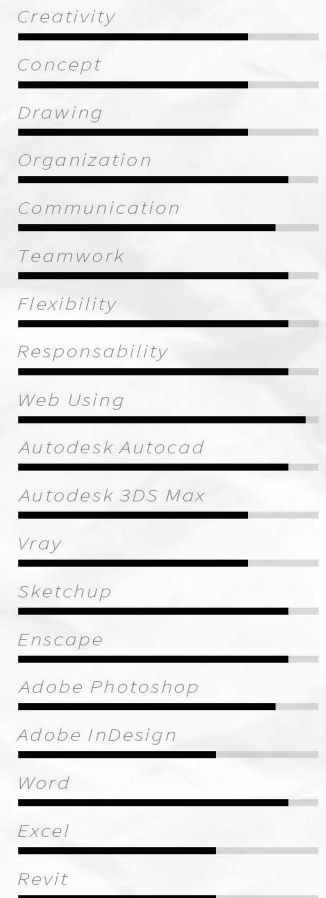 Creativity
Concept
Drawing
Organization
Communication
Teamwork
Flexibility
Responsability
Web Using
Autodesk Autocad
Autodesk 3DS Max
Vray
Sketchup
Enscape
Adobe Photoshop
Adobe InDesign
Word
Excel
Revit